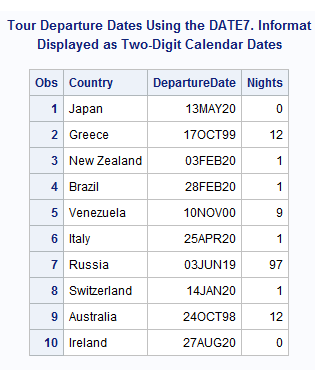 Tour Departure Dates Using the DATE7. Informat
Displayed as Two-Digit Calendar Dates
Obs Country DepartureDate Nights
1 Japan 13MAY20 0
2 Greece 17OCT99 12
3 New Zealand 03FEB20 1
4 Brazil 28FEB20 1
5 Venezuela 10NOV00 9
6 Italy 25APR20 1
7 Russia 03JUN19 97
8 Switzerland 14JAN20 1
9 Australia 24OCT98 12
10 Ireland 27AUG20 0